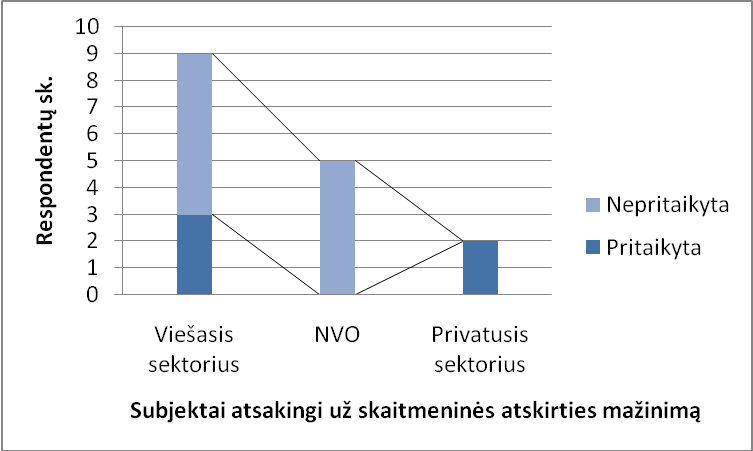 Respondentų sk.
10
9
8
7
6
5
4
3
2
1
0
Viešasis
sektorius
NVO
Privatusis
sektorius
Nepritaikyta
Pritaikyta
Subjektai atsakingi už skaitmeninės atskirties mažinimą